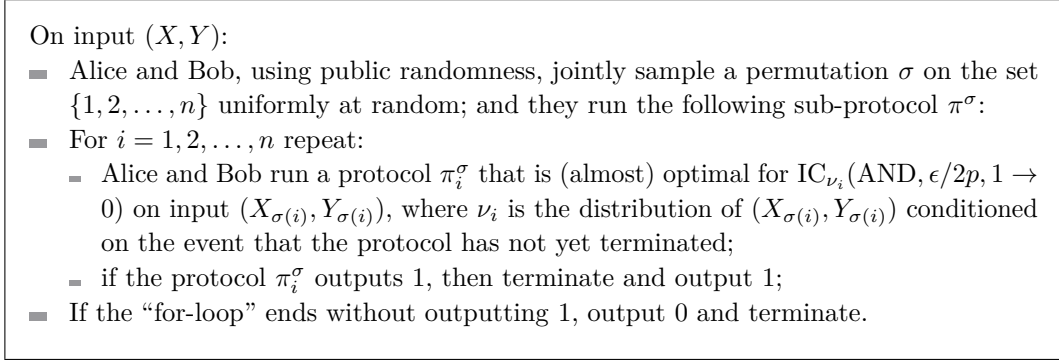 On input (X, Y):
Alice and Bob, using public randomness, jointly sample a permutation σ on the set
{1, 2, . . . , n} uniformly at random; and they run the following sub-protocol π^σ:
For i = 1, 2, . . . , n repeat:
Alice and Bob run a protocol π_i^σ that is (almost) optimal for IC_{ν_i}(AND, ϵ/2p, 1 →
0) on input (X_{σ(i)}, Y_{σ(i)}), where ν_i is the distribution of (X_{σ(i)}, Y_{σ(i)}) conditioned
on the event that the protocol has not yet terminated;
if the protocol π_i^σ outputs 1, then terminate and output 1;
If the “for-loop” ends without outputting 1, output 0 and terminate.